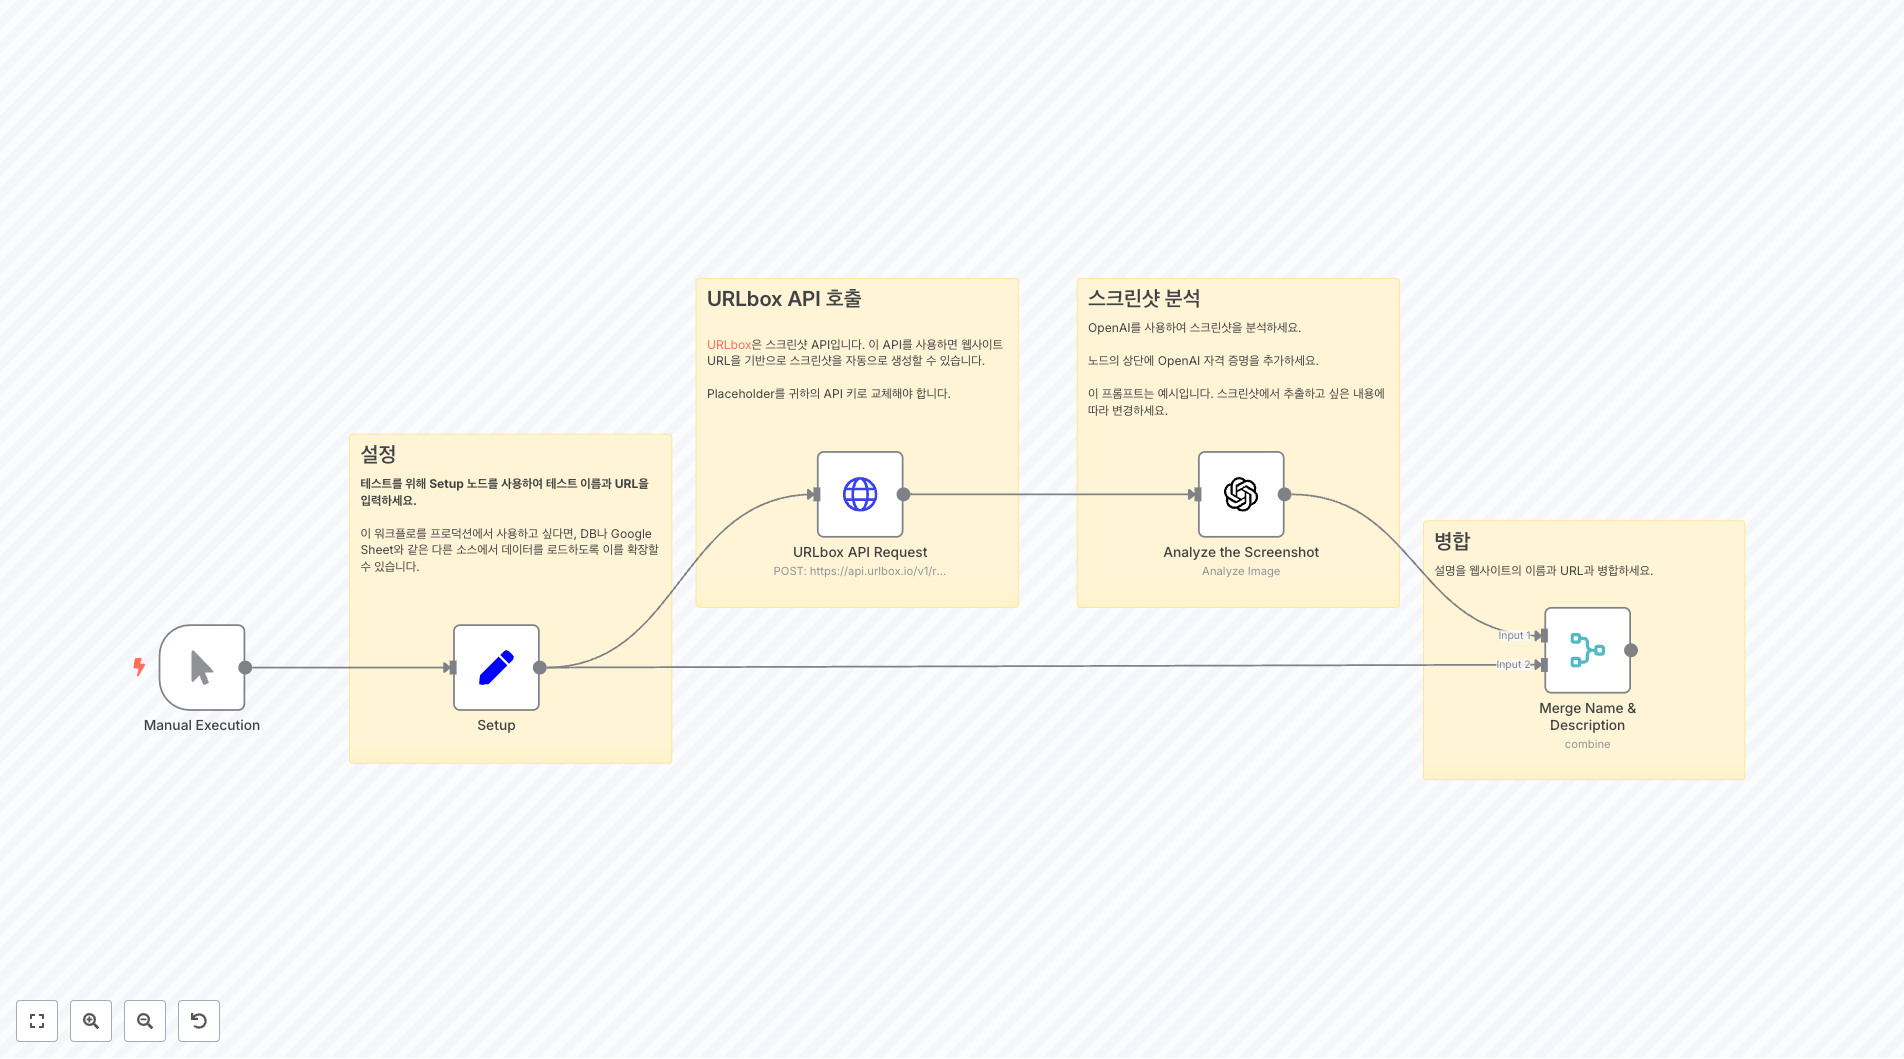 URLbox API 호출
URLbox은 스크린샷 API입니다. 이 API를 사용하면 웹사이트
URL을 기반으로 스크린샷을 자동으로 생성할 수 있습니다.
Placeholder를 귀하의 API 키로 교체해야 합니다.
URLbox API Request
POST: https://api.urlbox.io/v1/r...
스크린샷 분석
OpenAI를 사용하여 스크린샷을 분석하세요.
노드의 상단에 OpenAI 자격 증명을 추가하세요.
이 프롬프트는 예시입니다. 스크린샷에서 추출하고 싶은 내용에
따라 변경하세요.
Analyze the Screenshot
Analyze Image
설정
테스트를 위해 Setup 노드를 사용하여 테스트 이름과 URL을
입력하세요.
이 워크플로를 프로덕션에서 사용하고 싶다면, DB나 Google
Sheet와 같은 다른 소스에서 데이터를 로드하도록 이를 확장할
수 있습니다.
Manual Execution
Setup
병합
설명을 웹사이트의 이름과 URL과 병합하세요.
Input 1
Input 2
Merge Name &
Description
combine